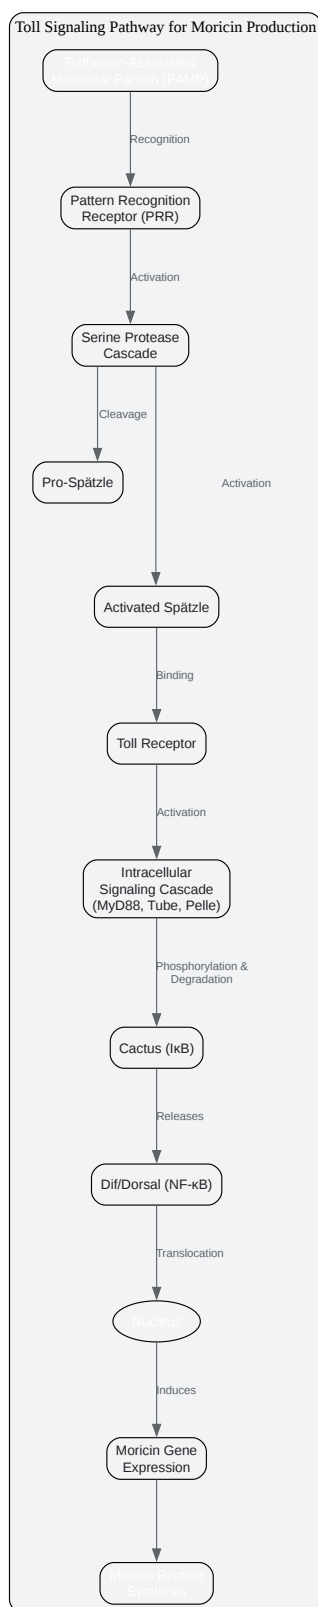 Toll Signaling Pathway for Moricin Production
Pathogen-Associated
Molecular Pattern (PAMP)
Recognition
Pattern Recognition
Receptor (PRR)
Activation
Serine Protease
Cascade
Cleavage
Pro-Spätzle
Activation
Activated Spätzle
Binding
Toll Receptor
Activation
Intracellular
Signaling Cascade
(MyD88, Tube, Pelle)
Phosphorylation &
Degradation
Cactus (IκB)
Releases
Dif/Dorsal (NF-κB)
Translocation
Nucleus
Induces
Moricin Gene
Expression
Moricin Peptide
Synthesis